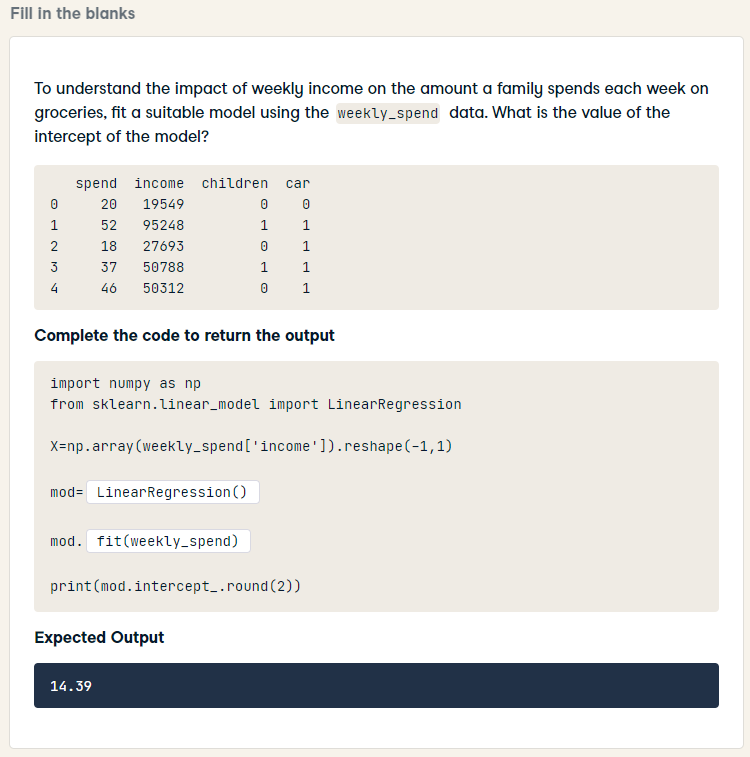 Fill in the blanks
To understand the impact of weekly income on the amount a family spends each week on
groceries, fit a suitable model using the weekly_spend data. What is the value of the
intercept of the model?
spend income children car
0 20 19549 0 0
1 52 95248 1 1
2 18 27693 0 1
3 37 50788 1 1
4 46 50312 0 1
Complete the code to return the output
import numpy as np
from sklearn.linear_model import LinearRegression
X=np.array(weekly_spend['income']).reshape(-1,1)
mod= LinearRegression()
mod. fit(weekly_spend)
print(mod.intercept_.round(2))
Expected Output
14.39